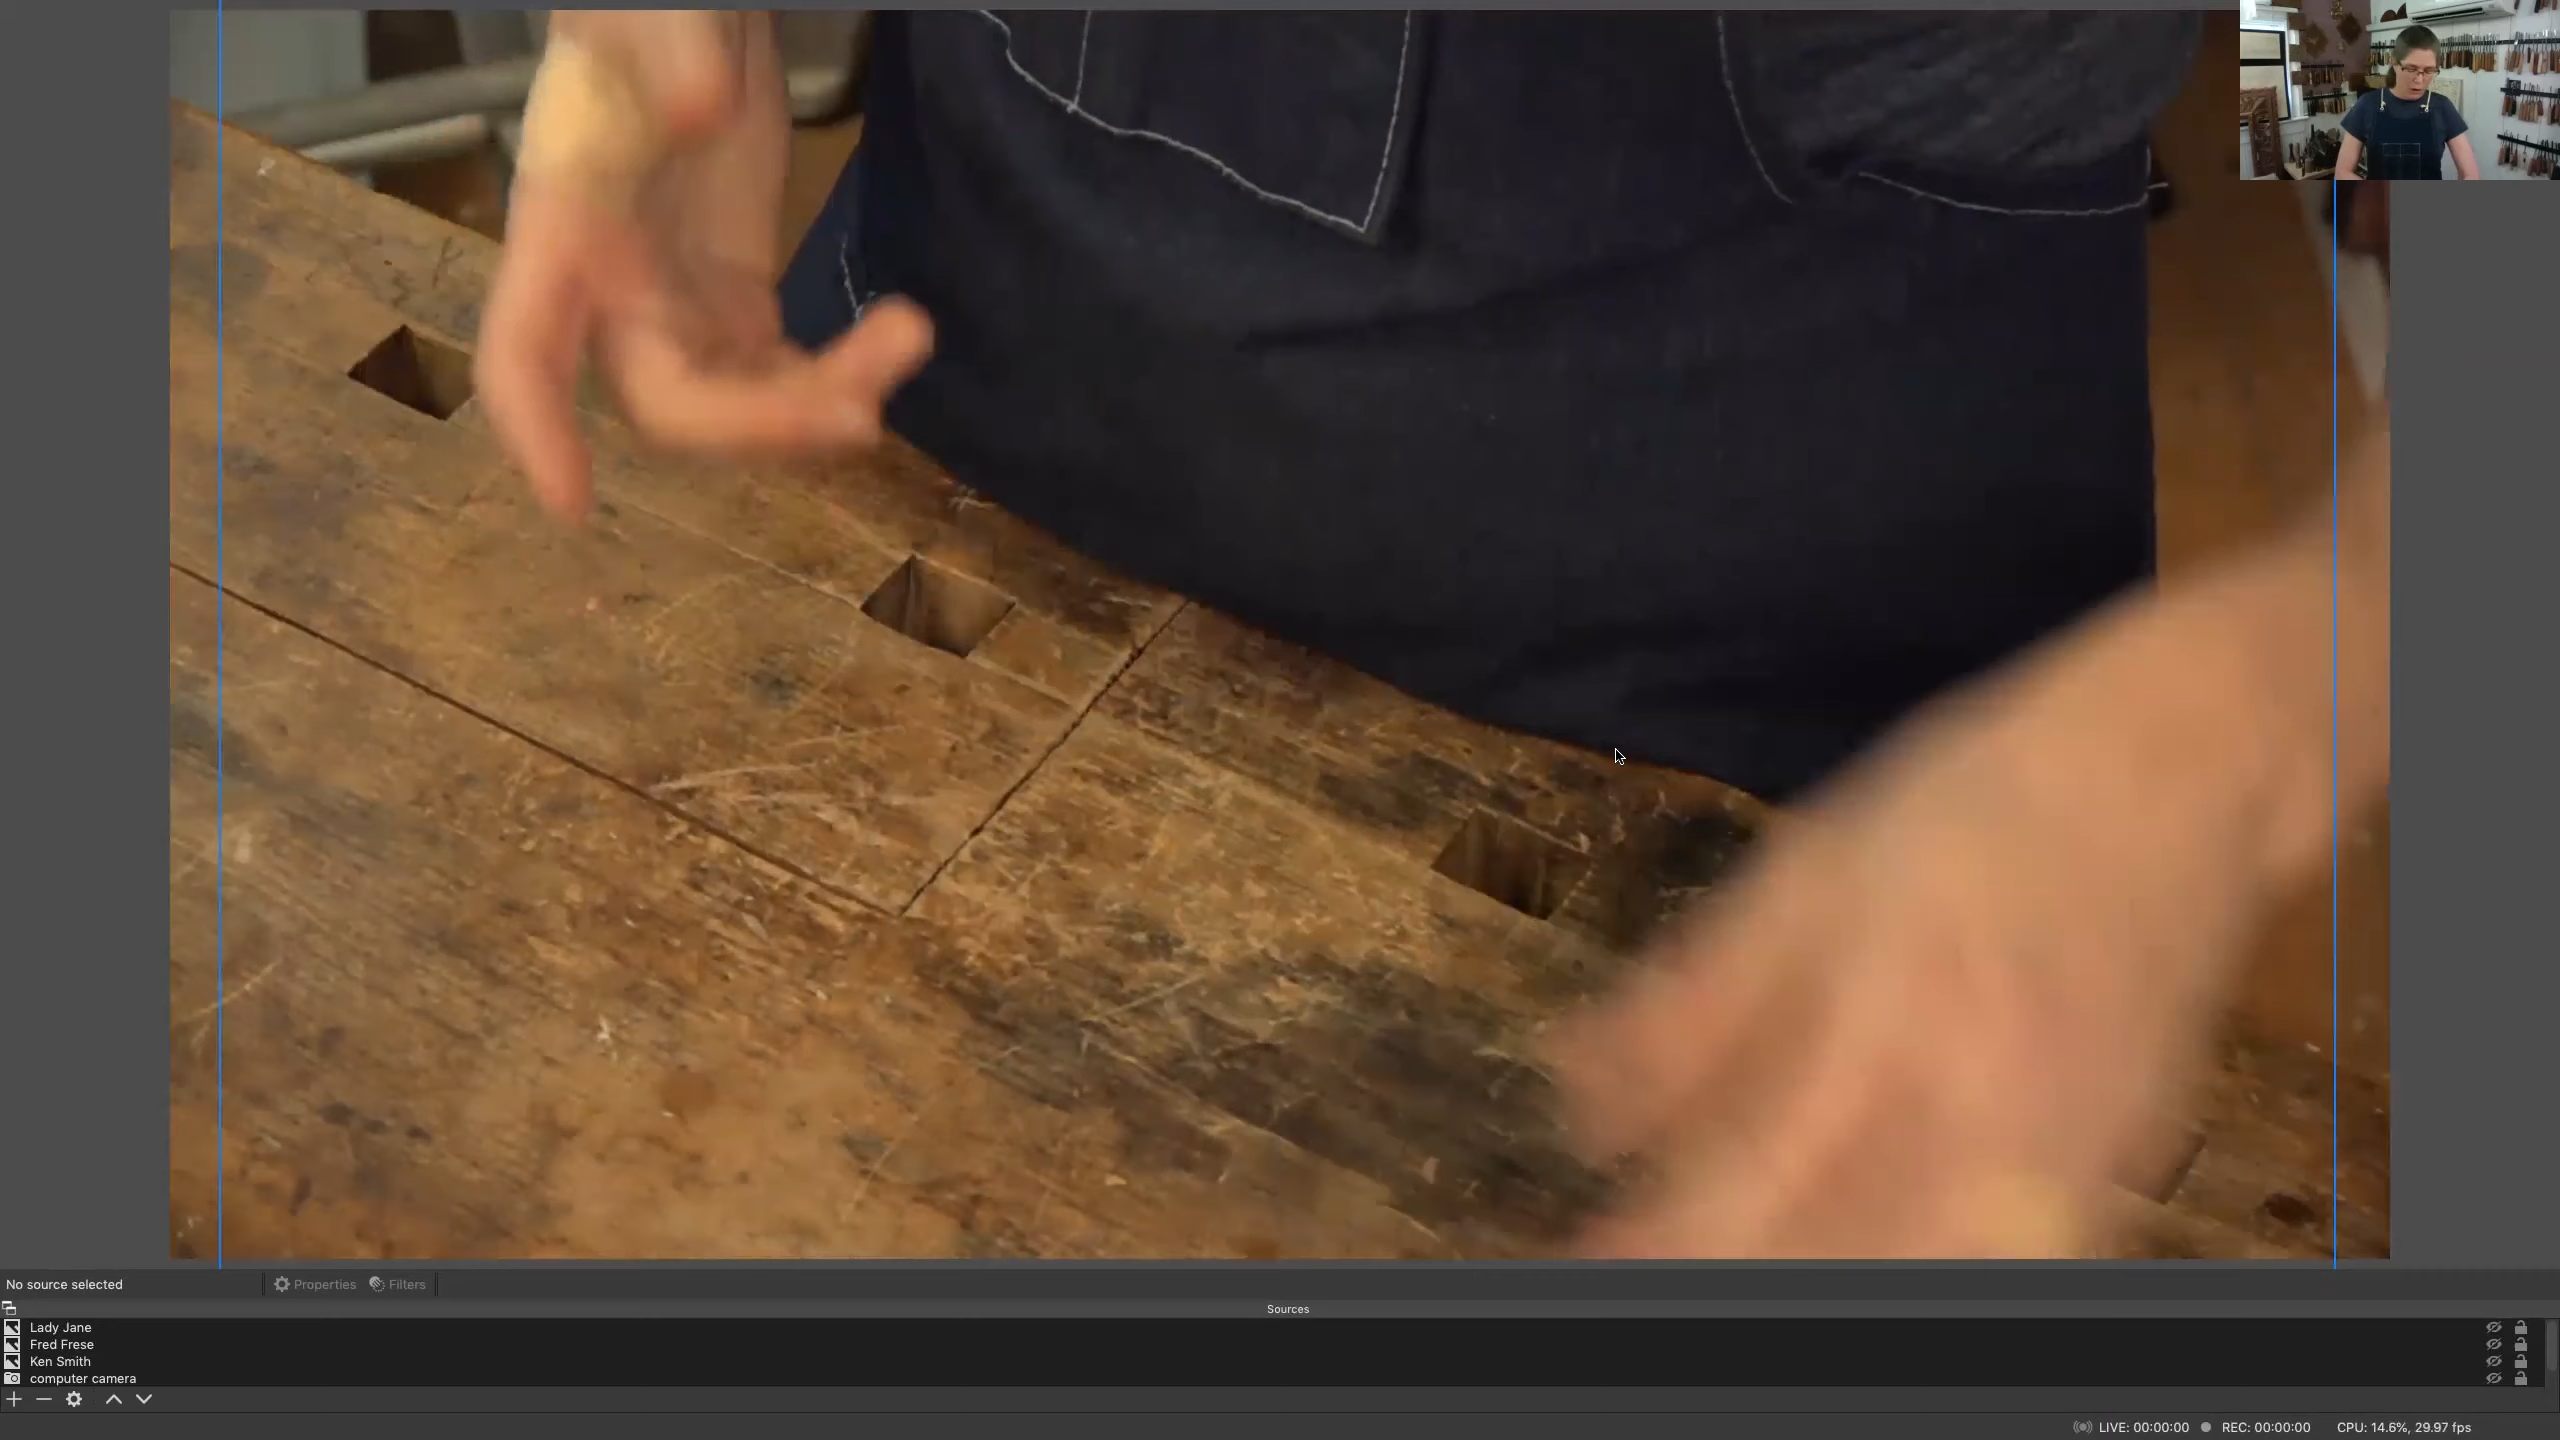 No source selected
Properties
Filters
Sources
Lady Jane
Fred Frese
Ken Smith
computer camera
LIVE: 00:00:00
REC: 00:00:00
CPU: 14.6%, 29.97 fps